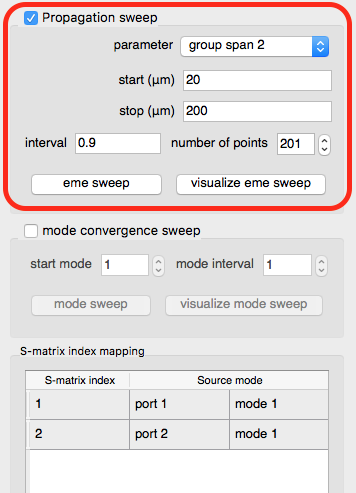 Propagation sweep
parameter group span 2
start (µm) 20
stop (µm) 200
interval 0.9 number of points 201
eme sweep visualize eme sweep
mode convergence sweep
start mode 1 mode interval 1
mode sweep visualize mode sweep
S-matrix index mapping
S-matrix index Source mode
1 port 1 mode 1
2 port 2 mode 1